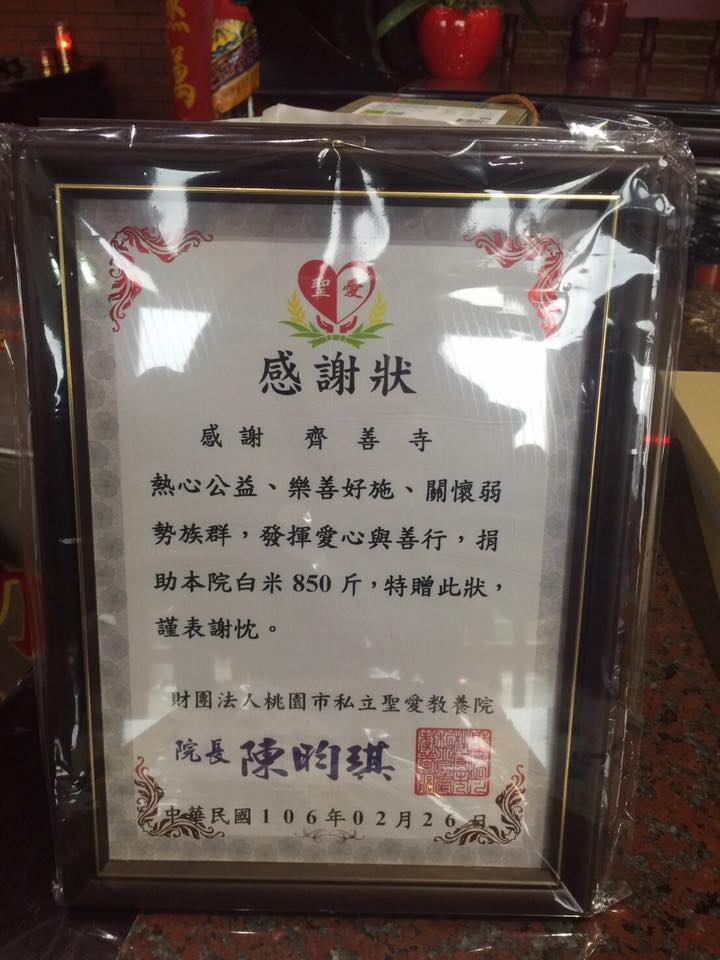 萬
聖愛
感謝狀
感謝 齊善寺
熱心公益、樂善好施、關懷弱
勢族群，發揮愛心與善行，捐
助本院白米850斤，特贈此狀，
謹表謝忱。
財團法人桃園市私立聖愛教養院
院長 陳昀琪
中華民國106年02月26日